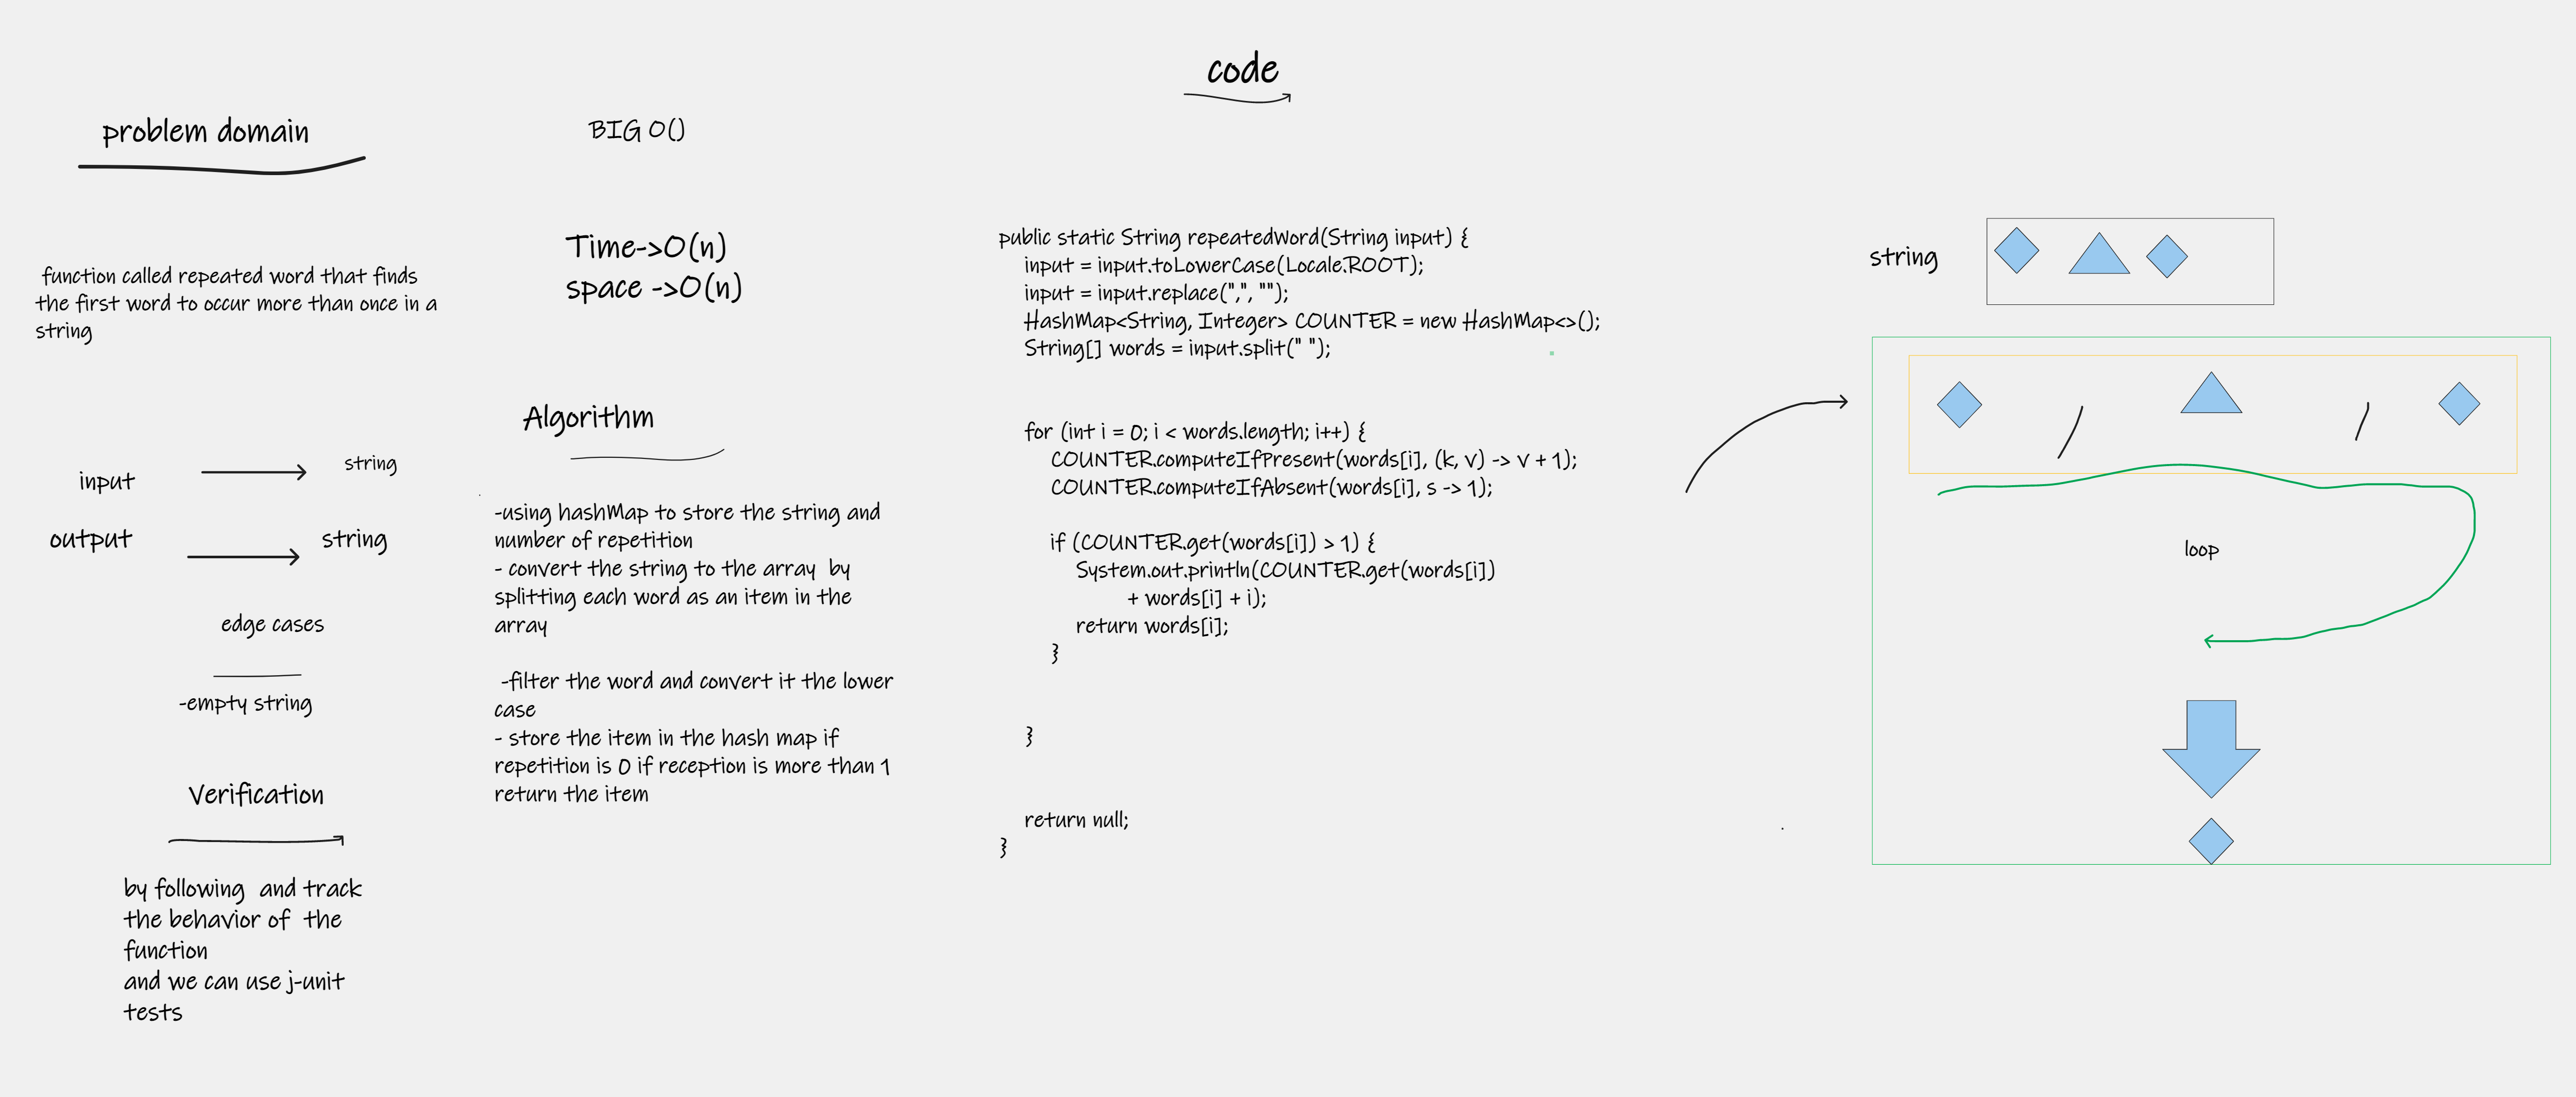 problem domain
function called repeated word that finds
the first word to occur more than once in a
string
input
string
output
string
edge cases
-empty string
Verification
by following and track
the behavior of the
function
and we can use j-unit
tests
BIG O()
Time->O(n)
space ->O(n)
Algorithm
-using hashMap to store the string and
number of repetition
- convert the string to the array by
splitting each word as an item in the
array
-filter the word and convert it the lower
case
- store the item in the hash map if
repetition is 0 if reception is more than 1
return the item
code
public static String repeatedWord(String input) {
input = input.toLowerCase(Locale.ROOT);
input = input.replace(",", "");
HashMap<String, Integer> COUNTER = new HashMap<>();
String[] words = input.split(" ");
for (int i = 0; i < words.length; i++) {
COUNTER.computeIfPresent(words[i], (k, v) -> v + 1);
COUNTER.computeIfAbsent(words[i], s -> 1);
if (COUNTER.get(words[i]) > 1) {
System.out.println(COUNTER.get(words[i])
+ words[i] + i);
return words[i];
}
}
return null;
}
string
loop